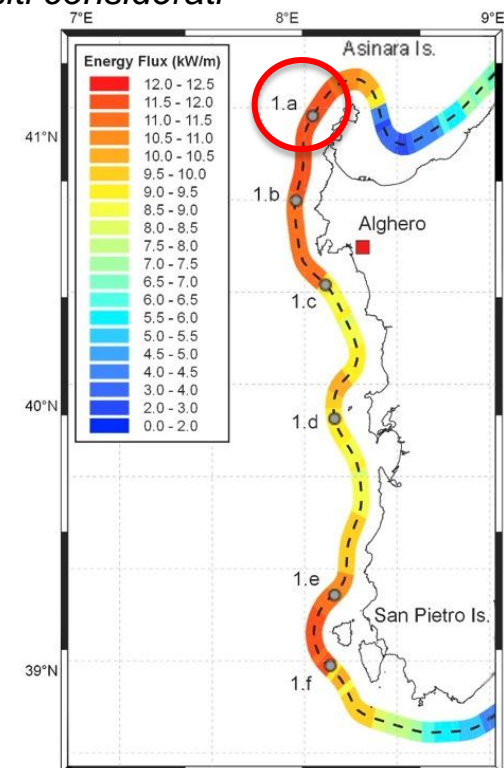 siti considerati
7°E 8°E 9°E
Energy Flux (kW/m)
12.0 - 12.5
11.5 - 12.0
11.0 - 11.5
10.5 - 11.0
10.0 - 10.5
9.5 - 10.0
9.0 - 9.5
8.5 - 9.0
8.0 - 8.5
7.5 - 8.0
7.0 - 7.5
6.5 - 7.0
6.0 - 6.5
5.5 - 6.0
5.0 - 5.5
4.5 - 5.0
4.0 - 4.5
3.0 - 4.0
2.0 - 3.0
0.0 - 2.0
Asinara Is.
1.a
41°N
1.b
Alghero
1.c
40°N
1.d
1.e
San Pietro Is.
39°N
1.f